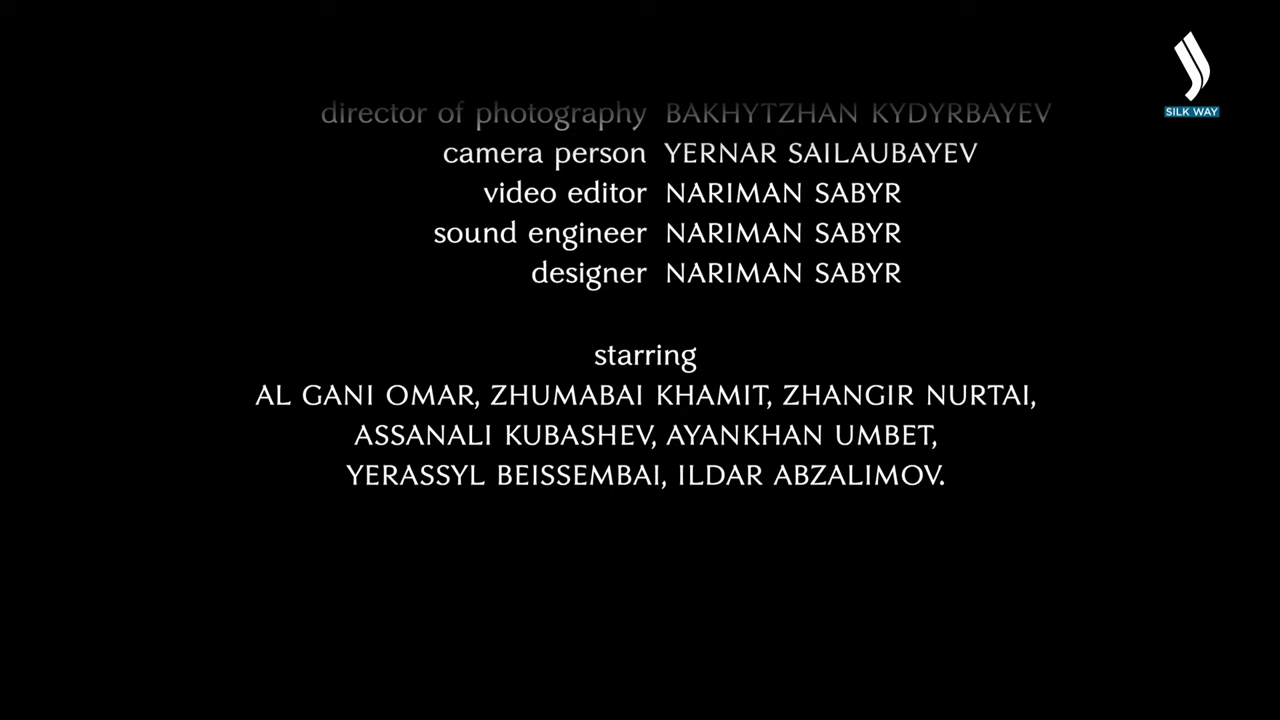 SILK WAY
director of photography BAKHYTZHAN KYDYRBAYEV
camera person YERNAR SAILAUBAYEV
video editor NARIMAN SABYR
sound engineer NARIMAN SABYR
designer NARIMAN SABYR
starring
AL GANI OMAR, ZHUMABAI KHAMIT, ZHANGIR NURTAI,
ASSANALI KUBASHEV, AYANKHAN UMBET,
YERASSYL BEISSEMBAI, ILDAR ABZALIMOV.